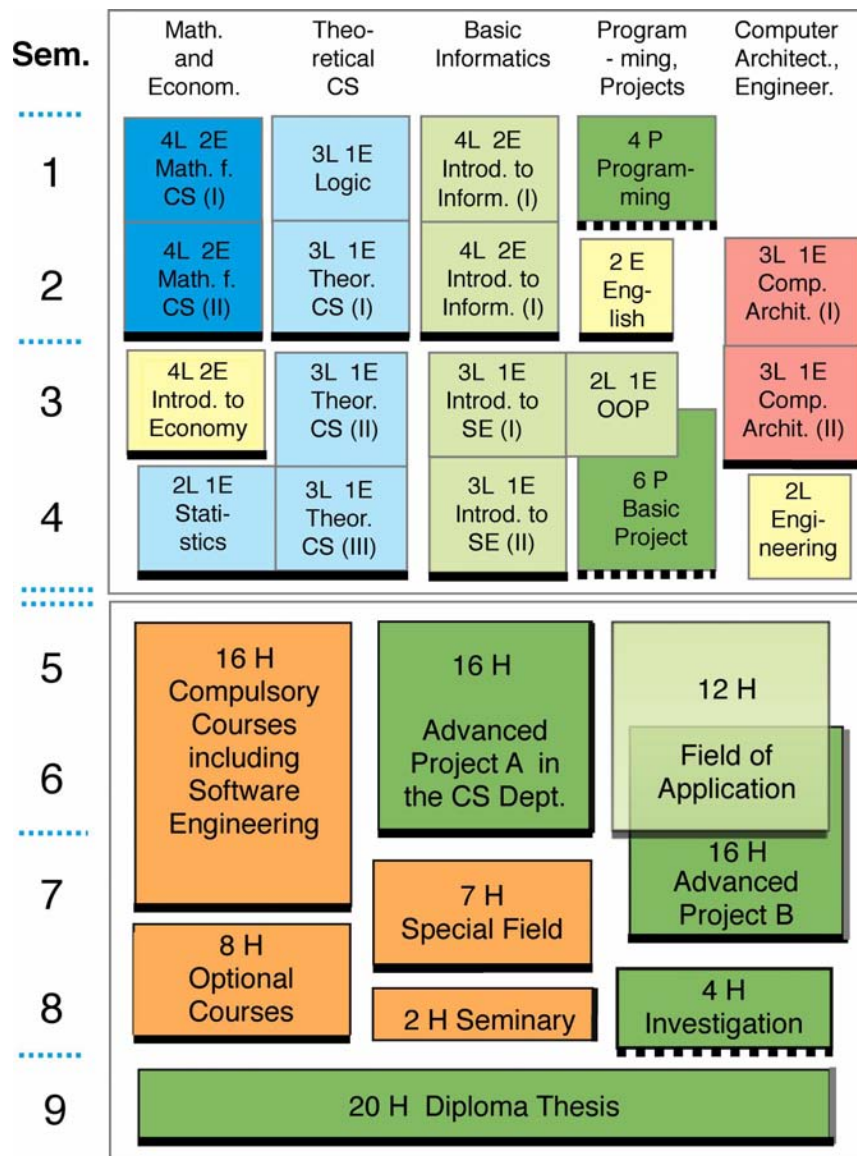 Sem.
Math.
and
Econom.
Theo-
retical
CS
Basic
Informatics
Program
- ming,
Projects
Computer
Architect.,
Engineer.
1
4L 2E
Math. f.
CS (I)
3L 1E
Logic
4L 2E
Introd. to
Inform. (I)
4 P
Program-
ming
2
4L 2E
Math. f.
CS (II)
3L 1E
Theor.
CS (I)
4L 2E
Introd. to
Inform. (I)
2 E
Eng-
lish
3L 1E
Comp.
Archit. (I)
3
4L 2E
Introd. to
Economy
3L 1E
Theor.
CS (II)
3L 1E
Introd. to
SE (I)
2L 1E
OOP
3L 1E
Comp.
Archit. (II)
4
2L 1E
Stati-
stics
3L 1E
Theor.
CS (III)
3L 1E
Introd. to
SE (II)
6 P
Basic
Project
2L
Engi-
neering
5
16 H
Compulsory
Courses
including
Software
Engineering
16 H
Advanced
Project A in
the CS Dept.
12 H
Field of
Application
6
16 H
Advanced
Project B
7
7 H
Special Field
8 H
Optional
Courses
8
2 H Seminary
4 H
Investigation
9
20 H Diploma Thesis